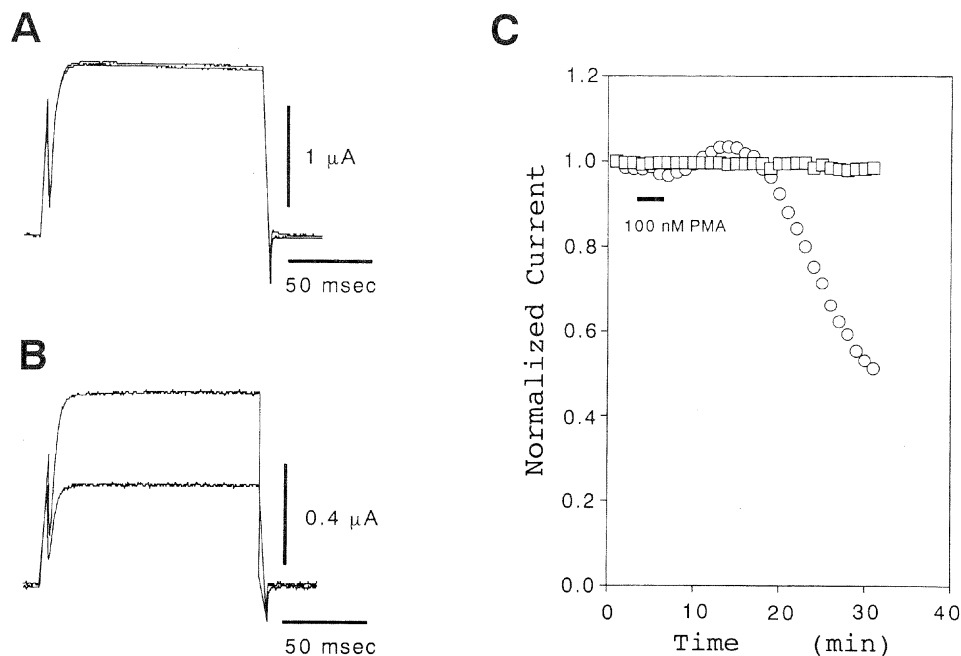 A
1 μA
50 msec
B
0.4 μA
50 msec
C
Normalized Current
1.2
1.0
0.8
0.6
0.4
0.2
0.0
100 nM PMA
0 10 20 30 40
Time (min)